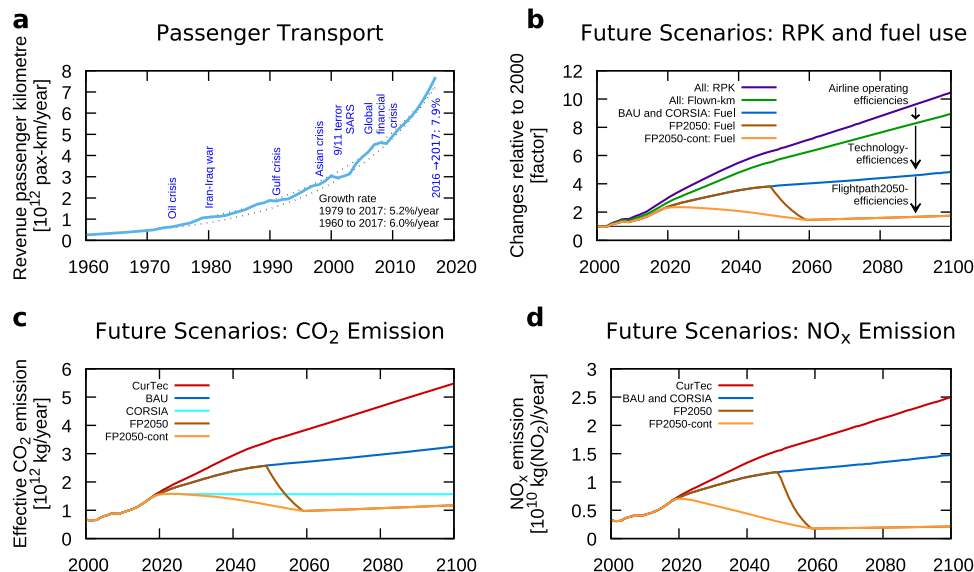 a
Passenger Transport
Revenue passenger kilometre
[10¹² pax-km/year]
8
7
6
5
4
3
2
1
0
1960 1970 1980 1990 2000 2010 2020
Oil crisis
Iran-Iraq war
Gulf crisis
Asian crisis
9/11 terror
SARS
Global
financial
crisis
2016→2017: 7.9%
Growth rate
1979 to 2017: 5.2%/year
1960 to 2017: 6.0%/year
b
Future Scenarios: RPK and fuel use
Changes relative to 2000
[factor]
12
10
8
6
4
2
0
2000 2020 2040 2060 2080 2100
All: RPK
All: Flown-km
BAU and CORSIA: Fuel
FP2050: Fuel
FP2050-cont: Fuel
Airline operating
efficiencies
Technology-
efficiencies
Flightpath2050-
efficiencies
c
Future Scenarios: CO₂ Emission
Effective CO₂ emission
[10¹² kg/year]
6
5
4
3
2
1
0
2000 2020 2040 2060 2080 2100
CurTec
BAU
CORSIA
FP2050
FP2050-cont
d
Future Scenarios: NOₓ Emission
NOₓ emission
[10¹⁰ kg(NO₂)/year]
3
2.5
2
1.5
1
0.5
0
2000 2020 2040 2060 2080 2100
CurTec
BAU and CORSIA
FP2050
FP2050-cont